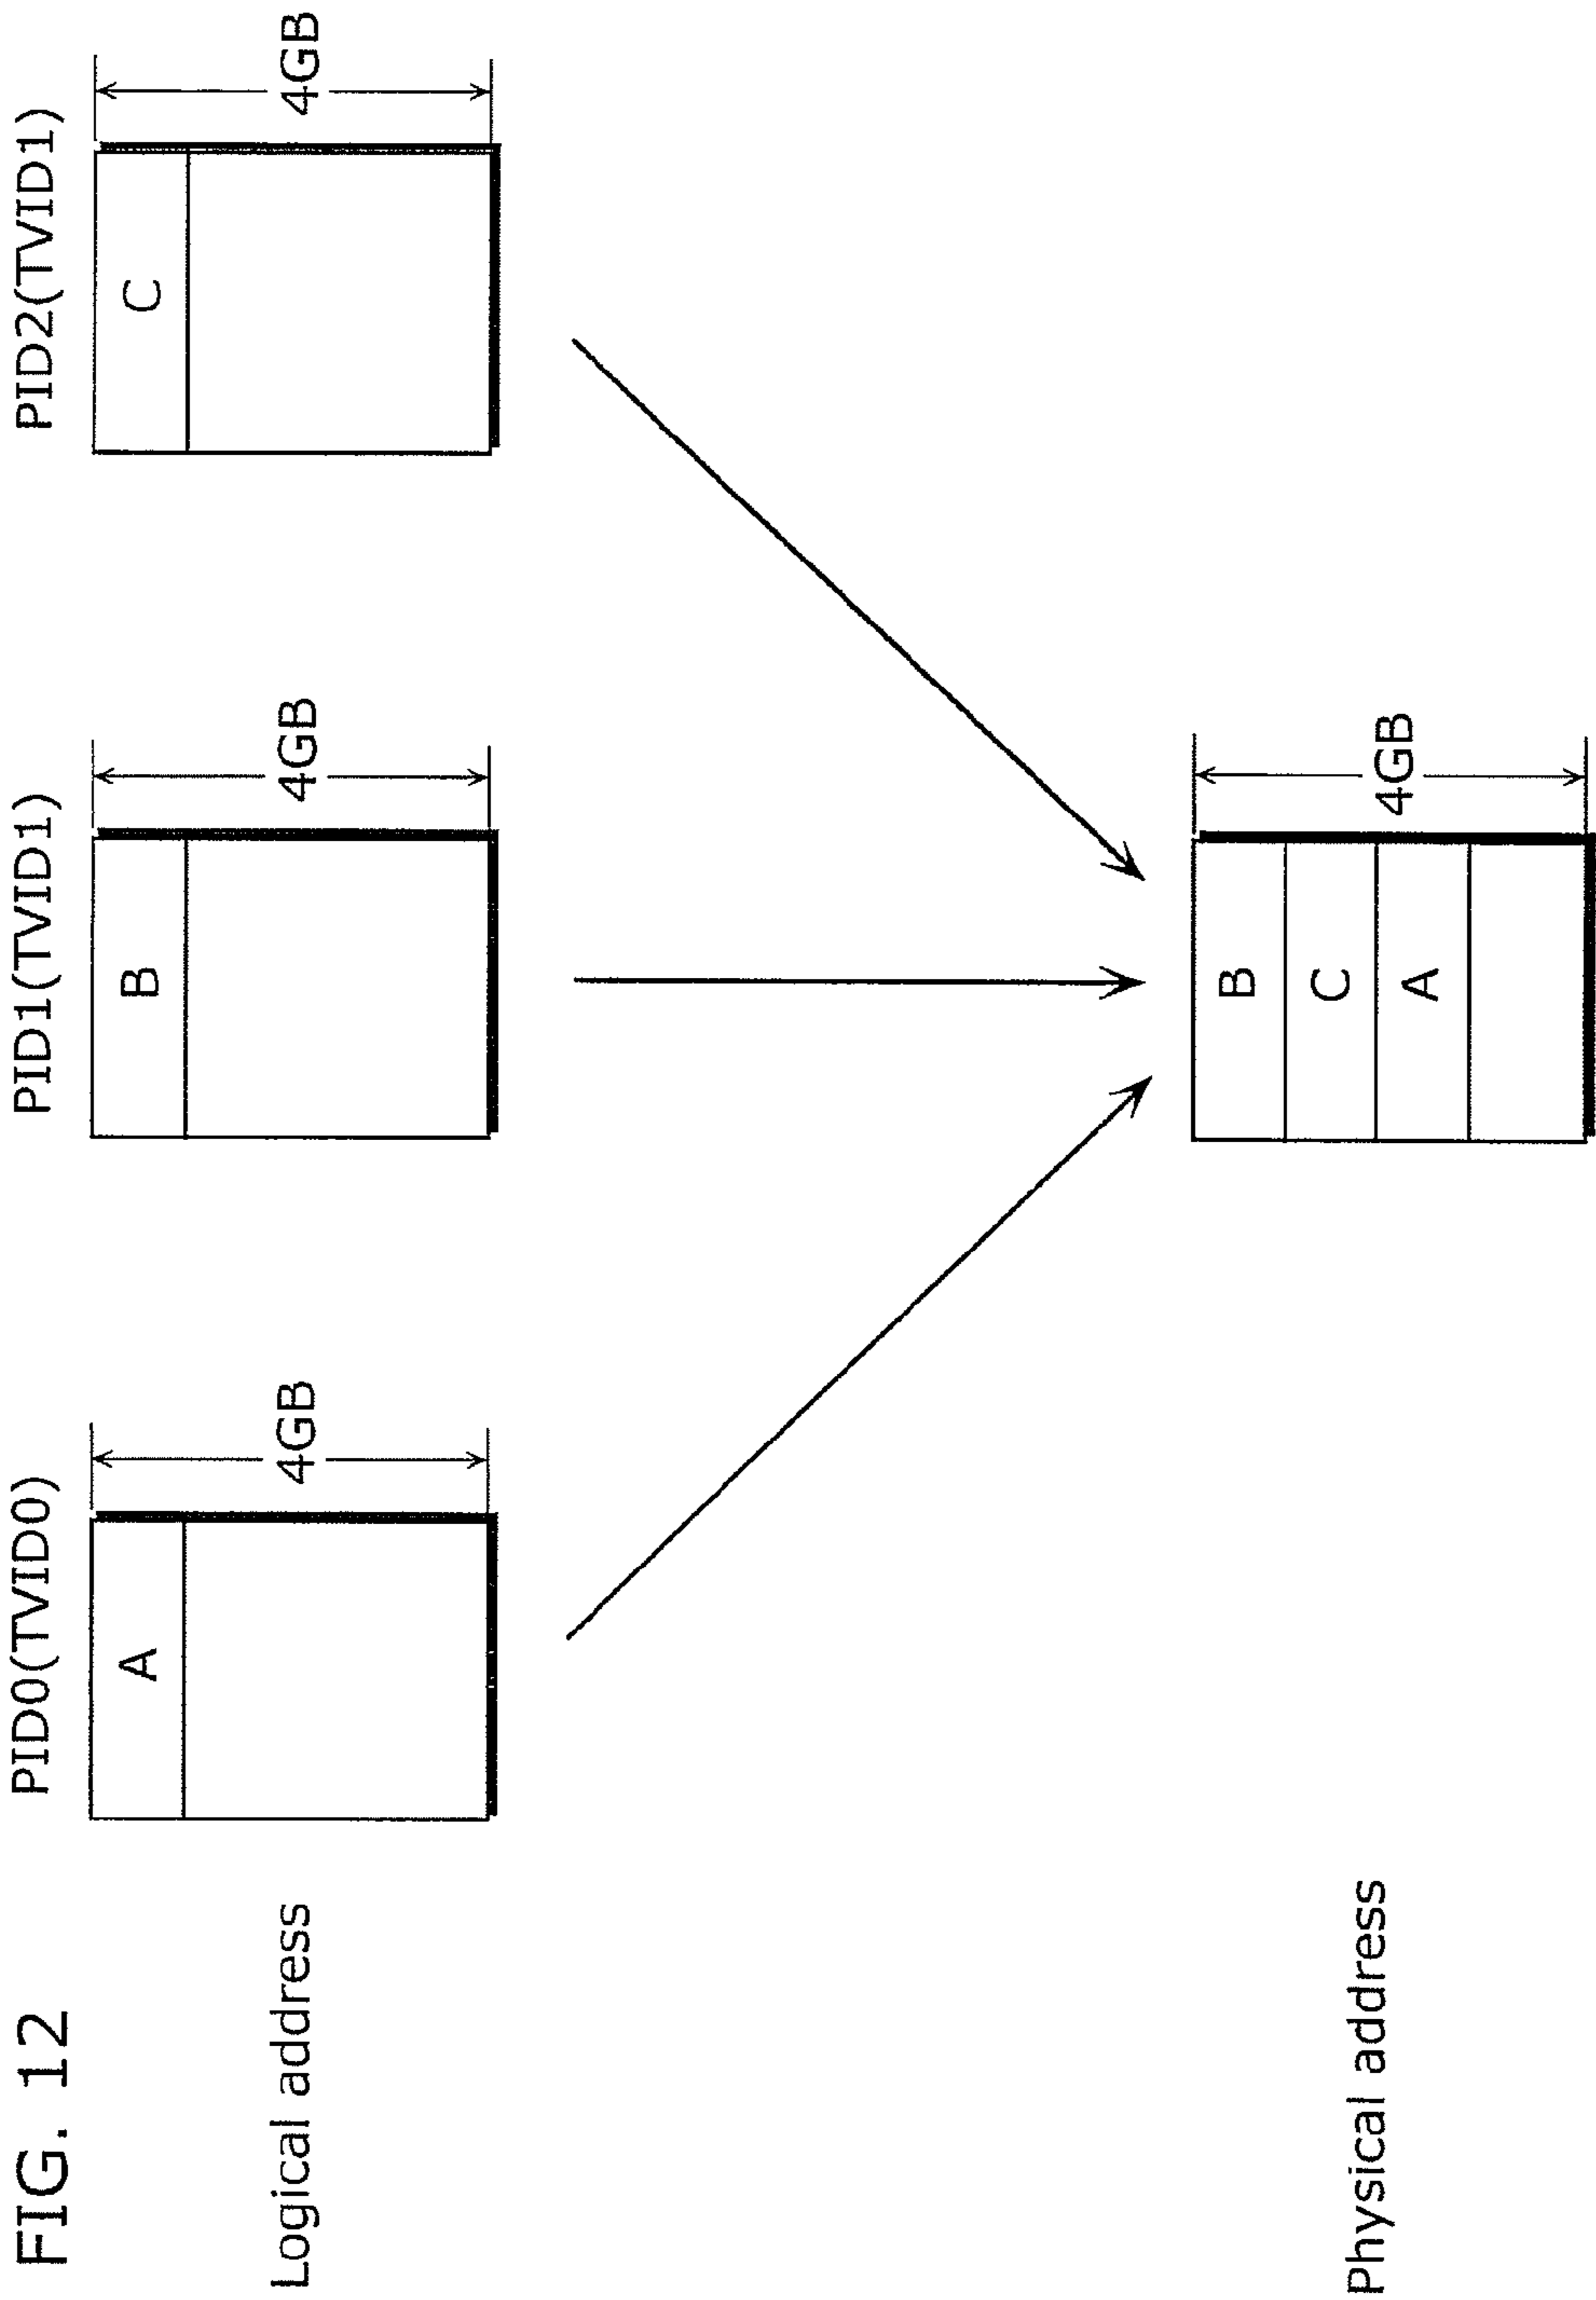 FIG. 12
PID0(TVID0)
PID1(TVID1)
PID2(TVID1)
Logical address
A
4GB
B
4GB
C
4GB
Physical address
B
C
A
4GB